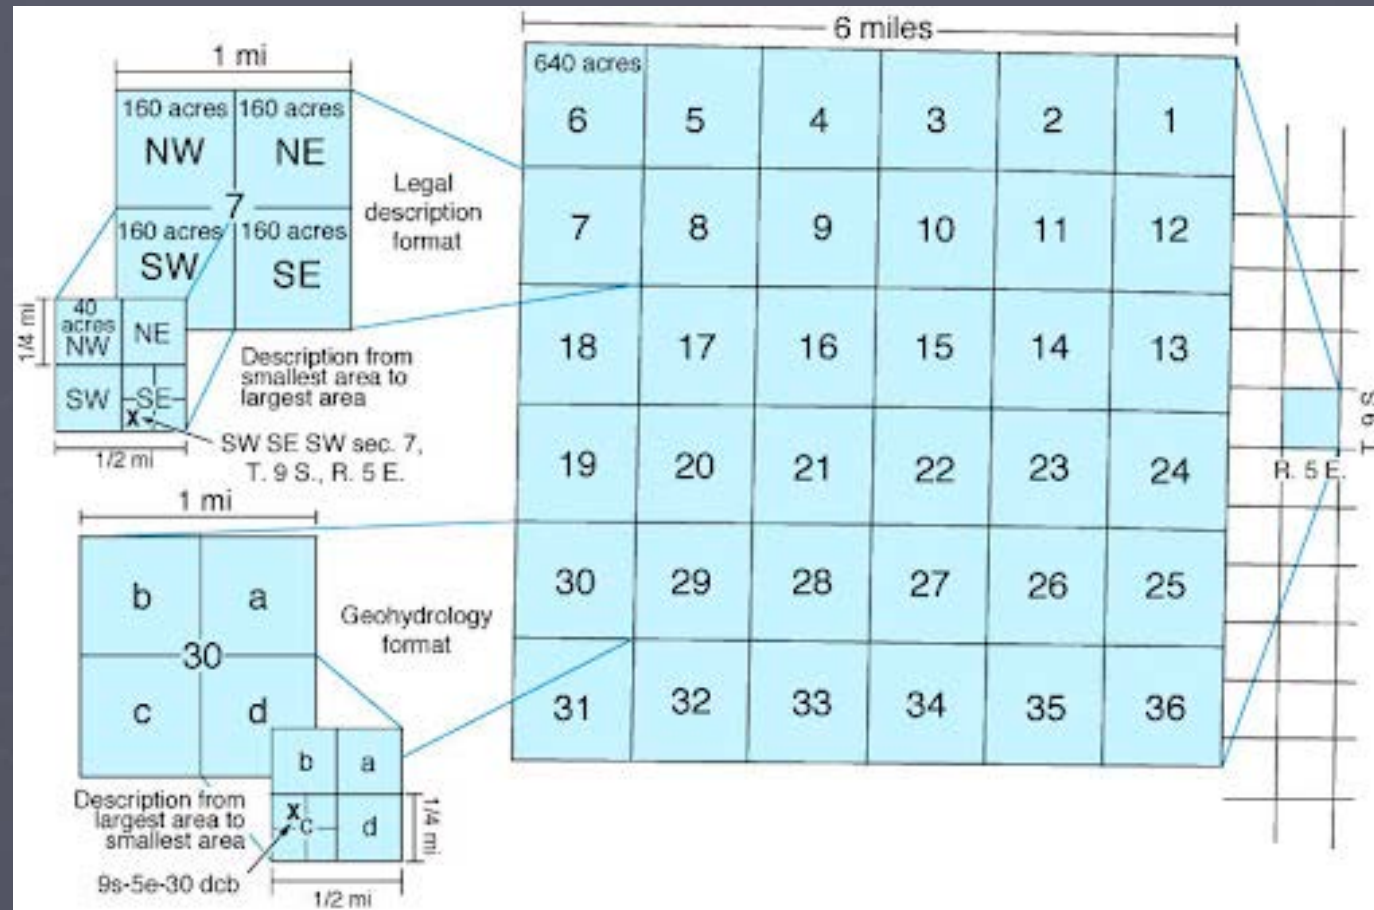 6 miles
640 acres
6 5 4 3 2 1
7 8 9 10 11 12
18 17 16 15 14 13
19 20 21 22 23 24
30 29 28 27 26 25
31 32 33 34 35 36
1 mi
160 acres 160 acres
NW NE
7
160 acres 160 acres
SW SE
Legal
description
format
1/4 mi
40
acres
NW NE
SW SE
X
1/2 mi
Description from
smallest area to
largest area
SW SE SW sec. 7,
T. 9 S., R. 5 E.
1 mi
b a
30
c d
Geohydrology
format
b a
X
c d
1/4 mi
1/2 mi
Description from
largest area to
smallest area
9s-5e-30 dcb
R. 5 E.